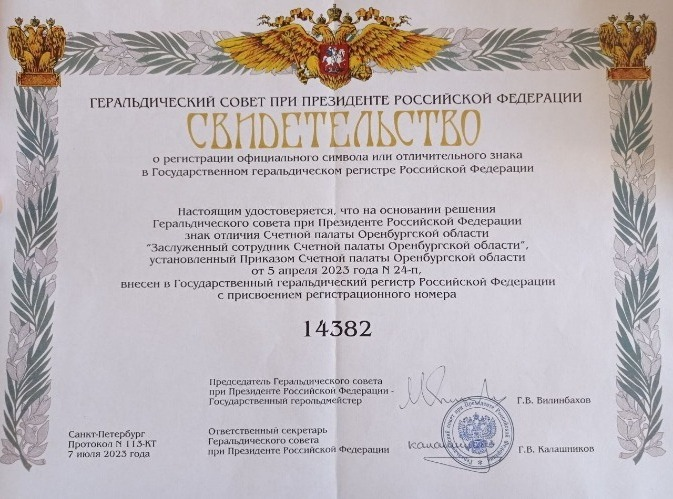 ГЕРАЛЬДИЧЕСКИЙ СОВЕТ ПРИ ПРЕЗИДЕНТЕ РОССИЙСКОЙ ФЕДЕРАЦИИ
СВИДЕТЕЛЬСТВО
о регистрации официального символа или отличительного знака
в Государственном геральдическом регистре Российской Федерации
Настоящим удостоверяется, что на основании решения
Геральдического совета при Президенте Российской Федерации
знак отличия Счетной палаты Оренбургской области
"Заслуженный сотрудник Счетной палаты Оренбургской области",
установленный Приказом Счетной палаты Оренбургской области
от 5 апреля 2023 года N 24-п,
внесен в Государственный геральдический регистр Российской Федерации
с присвоением регистрационного номера
14382
Председатель Геральдического совета
при Президенте Российской Федерации -
Государственный герольдмейстер
Г.В. Вилинбахов
Санкт-Петербург
Протокол N 113-КТ
7 июля 2023 года
Ответственный секретарь
Геральдического совета
при Президенте Российской Федерации
Г.В. Калашников